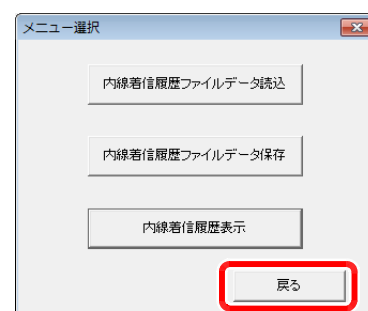 メニュー選択
内線着信履歴ファイルデータ読込
内線着信履歴ファイルデータ保存
内線着信履歴表示
戻る